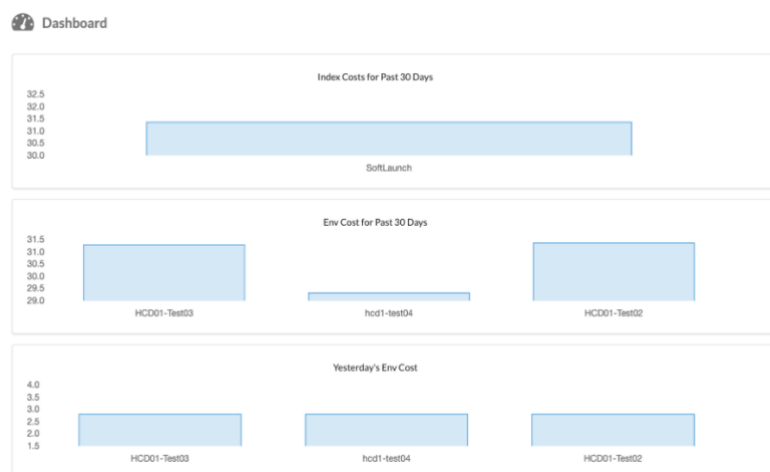 Dashboard
Index Costs for Past 30 Days
32.5
32.0
31.5
31.0
30.5
30.0
SoftLaunch
Env Cost for Past 30 Days
31.5
31.0
30.5
30.0
29.5
29.0
HCD01-Test03 hcd1-test04 HCD01-Test02
Yesterday's Env Cost
4.0
3.5
3.0
2.5
2.0
1.5
HCD01-Test03 hcd1-test04 HCD01-Test02